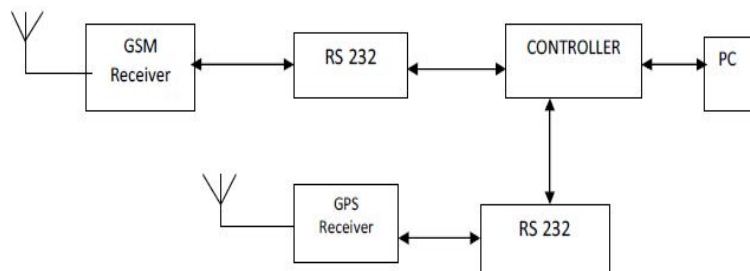 GSM
Receiver
RS 232
CONTROLLER
PC
GPS
Receiver
RS 232